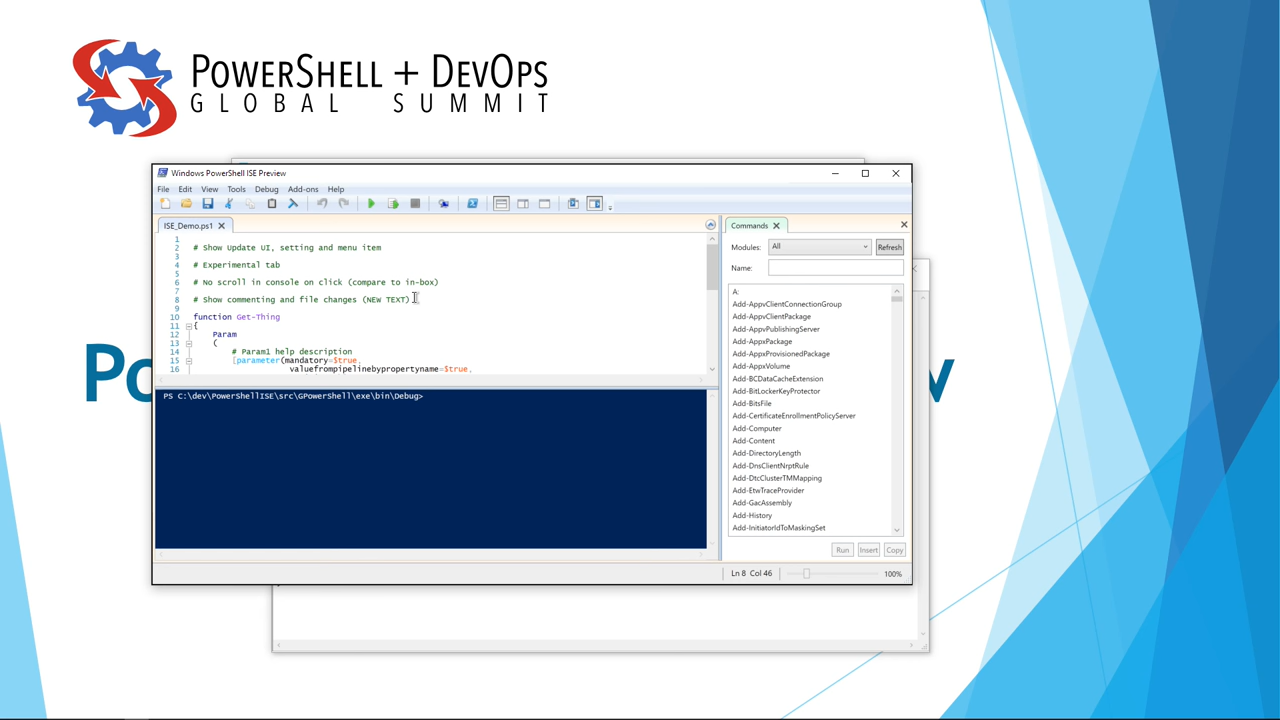 POWERSHELL + DEVOPS
GLOBAL SUMMIT
Windows PowerShell ISE Preview
File Edit View Tools Debug Add-ons Help
ISE_Demo.ps1
1
2 # Show Update UI, setting and menu item
3
4 # Experimental tab
5
6 # No scroll in console on click (compare to in-box)
7
8 # Show commenting and file changes (NEW TEXT)
9
10 function Get-Thing
11 {
12 Param
13 (
14 # Param1 help description
15 [parameter(mandatory=$true,
16 valuefrompipelinebypropertyname=$true,
PS C:\dev\PowerShellISE\src\GPowerShell\exe\bin\Debug>
Commands
Modules: All Refresh
Name:
A:
Add-AppvClientConnectionGroup
Add-AppvClientPackage
Add-AppvPublishingServer
Add-AppxPackage
Add-AppxProvisionedPackage
Add-AppxVolume
Add-BCDataCacheExtension
Add-BitLockerKeyProtector
Add-BitsFile
Add-CertificateEnrollmentPolicyServer
Add-Computer
Add-Content
Add-DirectoryLength
Add-DnsClientNrptRule
Add-DtcClusterTMMapping
Add-EtwTraceProvider
Add-GacAssembly
Add-History
Add-InitiatorIdToMaskingSet
Run Insert Copy
Ln 8 Col 46 100%